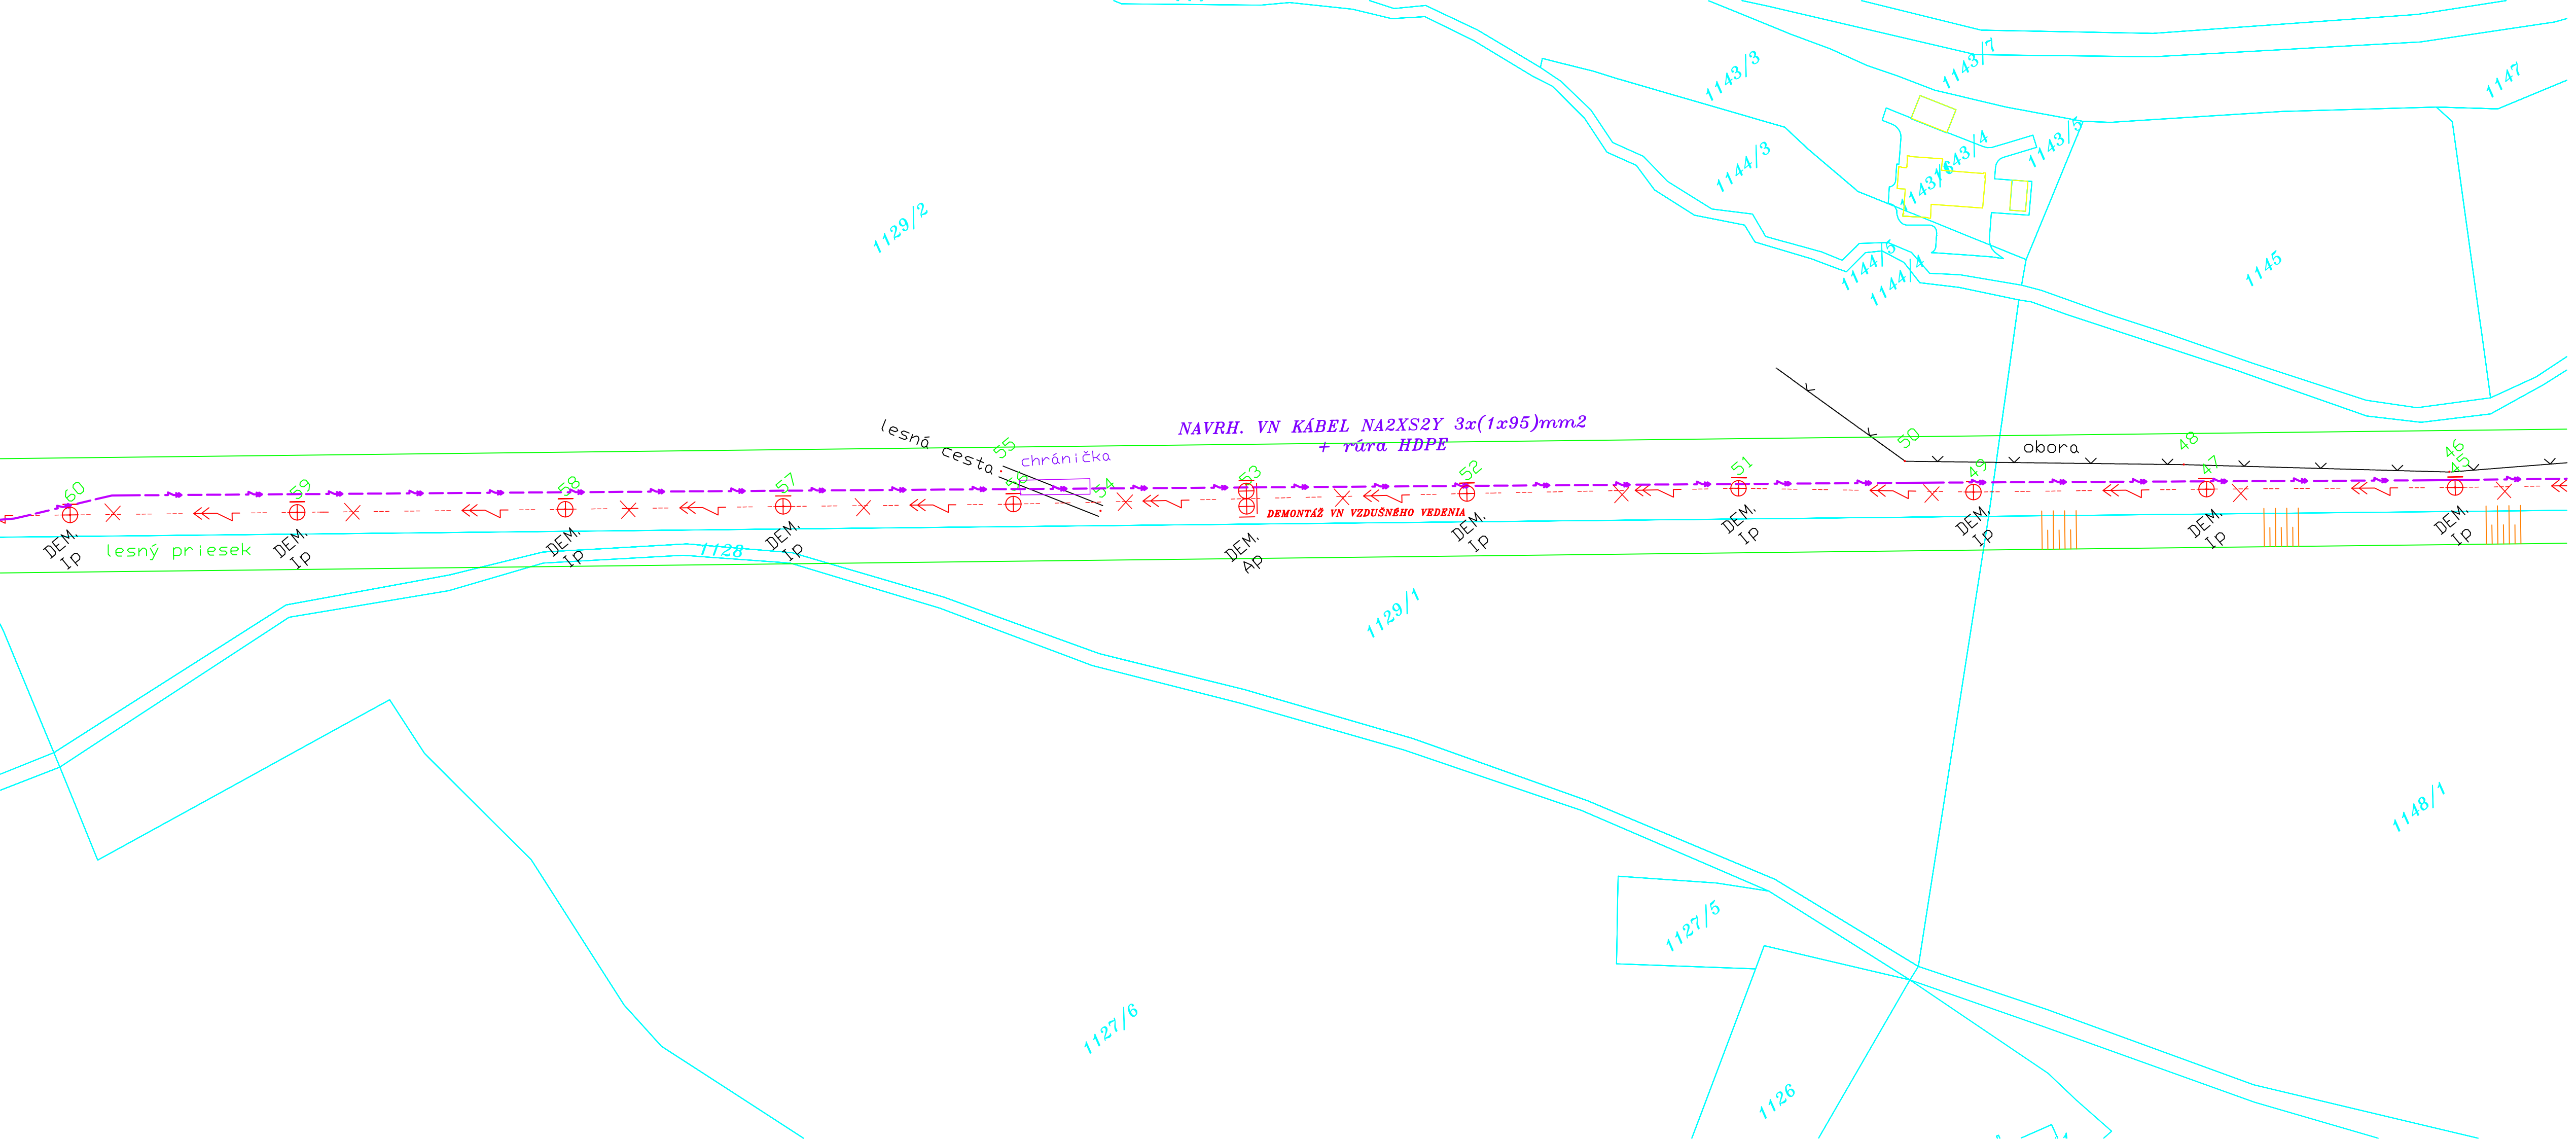 1143/3
1143/7
1147
1144/3
1143/4
1143/5
1143/6
1129/2
1144/5
1144/4
1145
NAVRH. VN KÁBEL NA2XS2Y 3x(1x95)mm2
+ rúra HDPE
lesná cesta
chránička
obora
60
59
58
57
55
56
54
53
52
51
50
49
48
47
46
45
DEMONTÁŽ VN VZDUŠNÉHO VEDENIA
DEM.
Ip
DEM.
Ip
DEM.
Ip
DEM.
Ip
DEM.
Ap
DEM.
Ip
DEM.
Ip
DEM.
Ip
DEM.
Ip
DEM.
Ip
lesný priesek
1128
1129/1
1148/1
1127/5
1127/6
1126